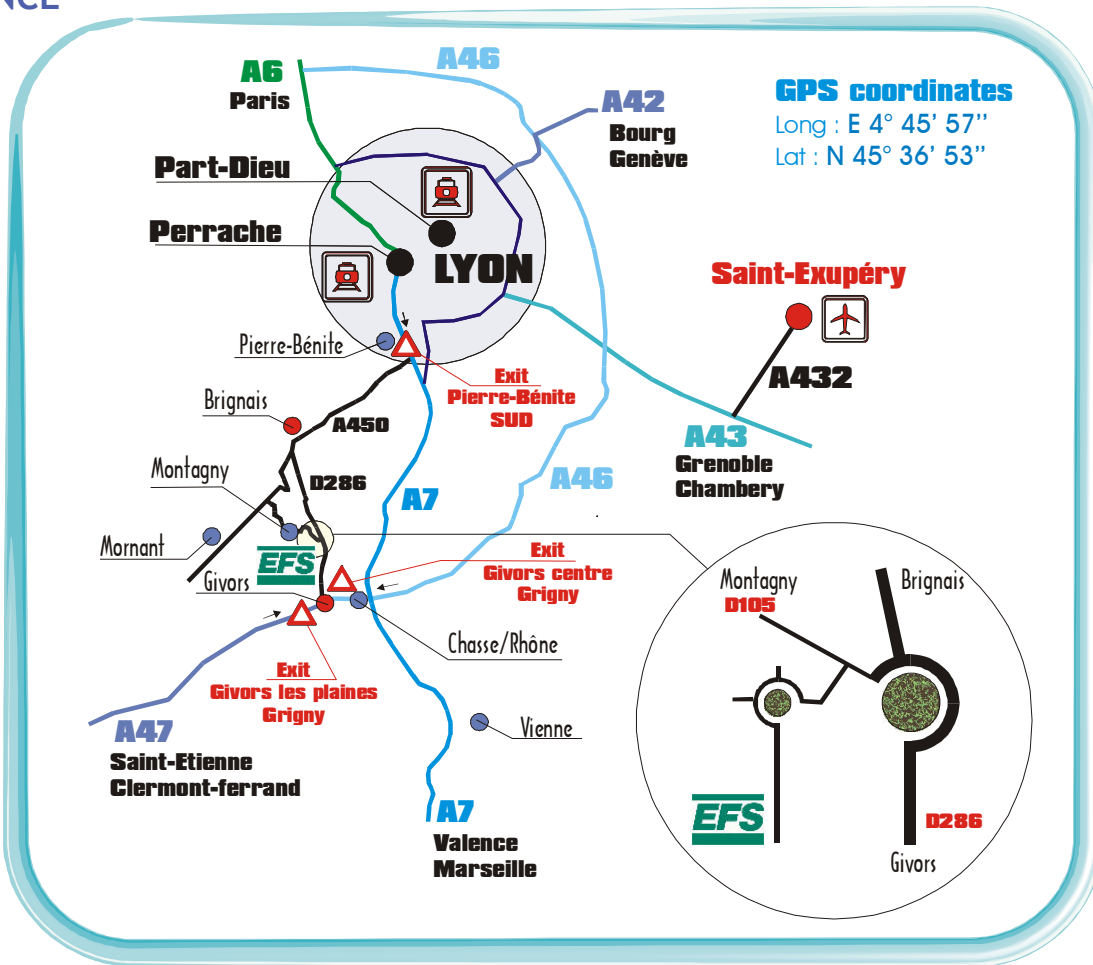 NCE
A6
Paris
A46
A42
Bourg
Genève
GPS coordinates
Long : E 4° 45' 57''
Lat : N 45° 36' 53''
Part-Dieu
Perrache
LYON
Saint-Exupéry
A432
Pierre-Bénite
Exit
Pierre-Bénite
SUD
Brignais
A450
A43
Grenoble
Chambery
Montagny
D286
A7
A46
Mornant
EFS
Givors
Exit
Givors centre
Grigny
Chasse/Rhône
Exit
Givors les plaines
Grigny
A47
Saint-Etienne
Clermont-ferrand
Vienne
A7
Valence
Marseille
Montagny
D105
Brignais
EFS
D286
Givors